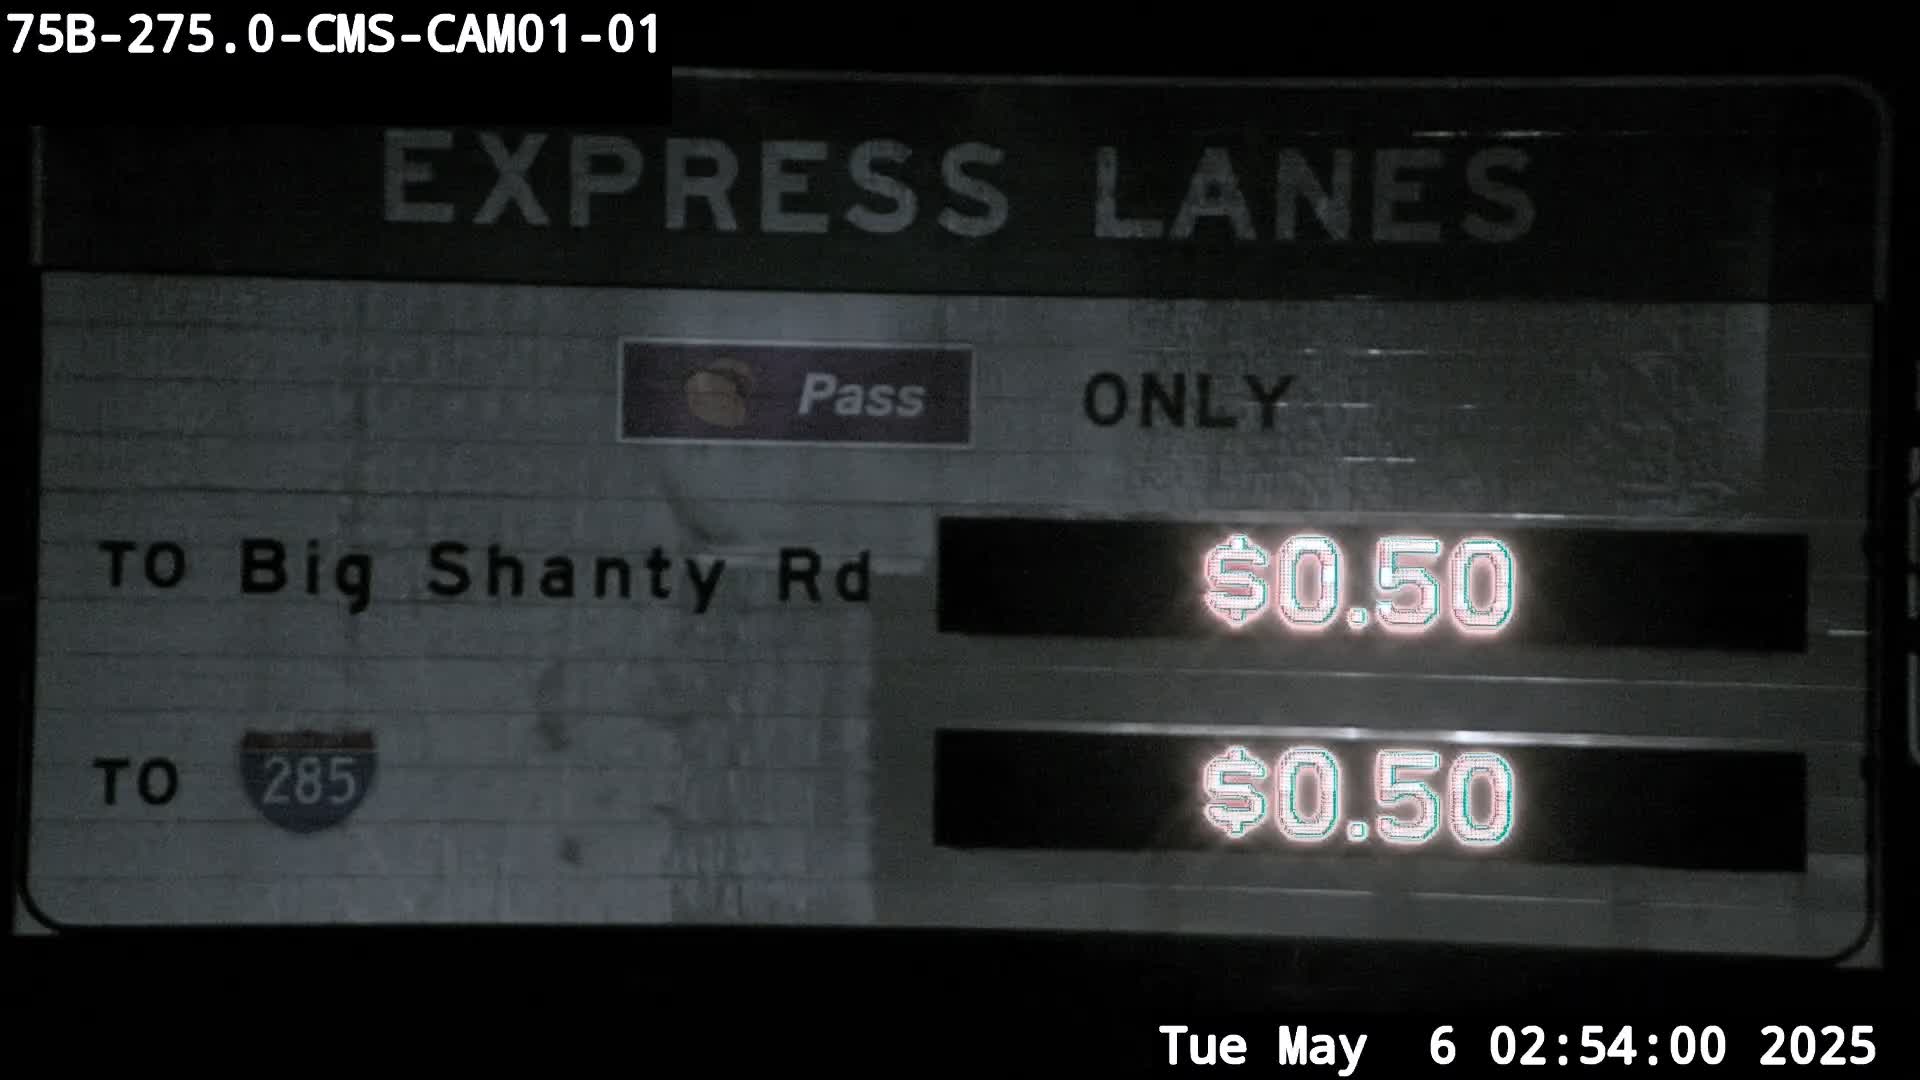 75B-275.0-CMS-CAM01-01
EXPRESS LANES
Pass ONLY
TO Big Shanty Rd $0.50
TO 285 $0.50
Tue May 6 02:54:00 2025